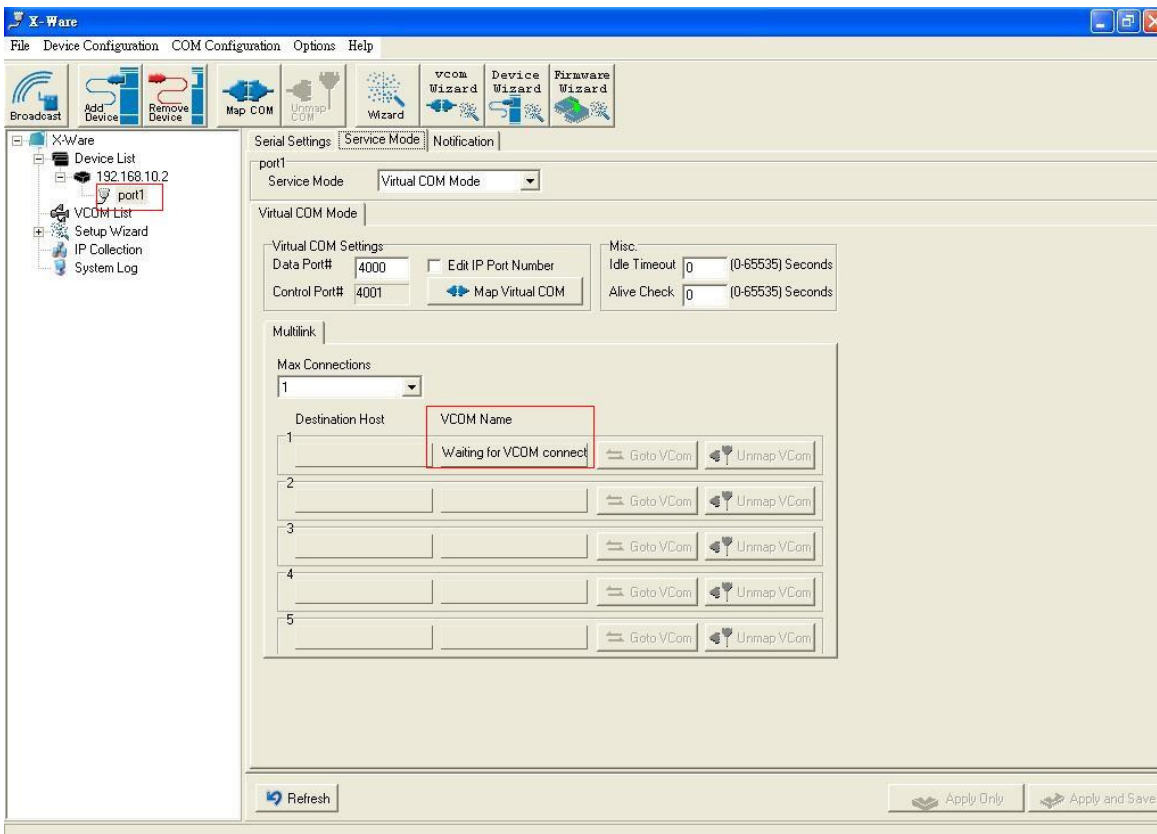 X-Ware
File Device Configuration COM Configuration Options Help
Broadcast
Add Device
Remove Device
Map COM
Unmap COM
Wizard
vcom Wizard
Device Wizard
Firmware Wizard
X-Ware
Device List
192.168.10.2
port1
VCOM List
Setup Wizard
IP Collection
System Log
Serial Settings Service Mode Notification
port1
Service Mode Virtual COM Mode
Virtual COM Mode
Virtual COM Settings
Data Port# 4000 Edit IP Port Number
Control Port# 4001 Map Virtual COM
Misc.
Idle Timeout 0 (0-65535) Seconds
Alive Check 0 (0-65535) Seconds
Multilink
Max Connections
1
Destination Host VCOM Name
1 Waiting for VCOM connect Goto VCom Unmap VCom
2 Goto VCom Unmap VCom
3 Goto VCom Unmap VCom
4 Goto VCom Unmap VCom
5 Goto VCom Unmap VCom
Refresh Apply Only Apply and Save